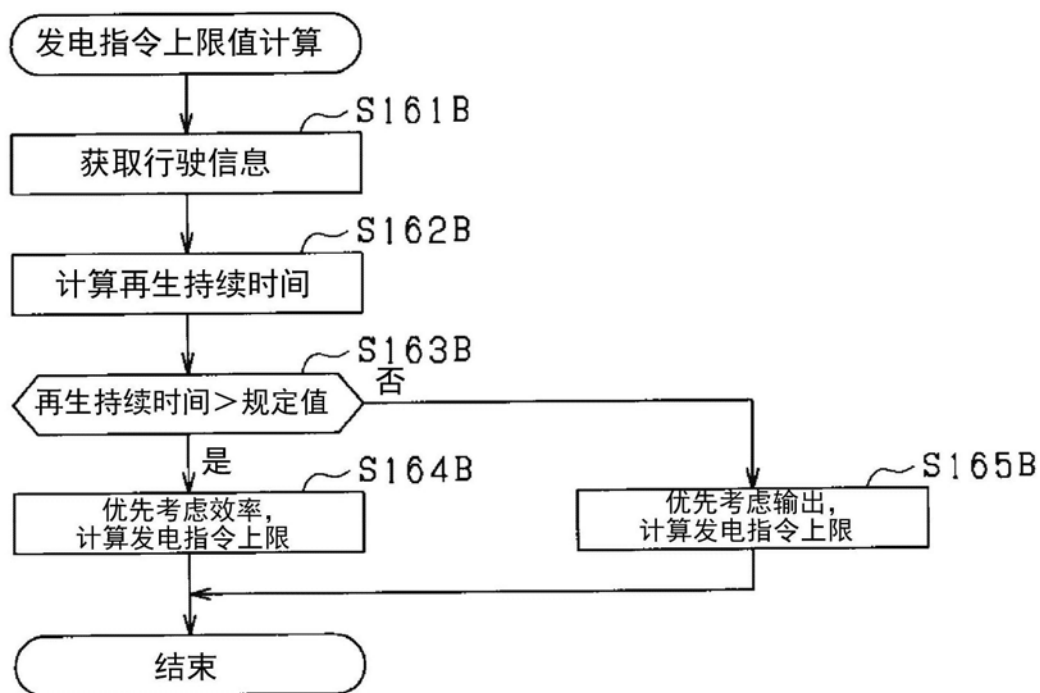 发电指令上限值计算
S161B
获取行驶信息
S162B
计算再生持续时间
S163B
再生持续时间＞规定值
否
是
S164B
优先考虑效率，
计算发电指令上限
S165B
优先考虑输出，
计算发电指令上限
结束